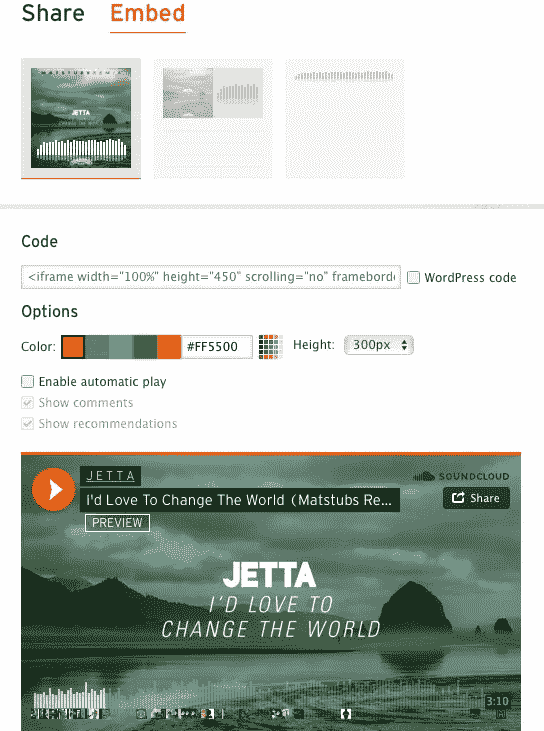 Share Embed
MATSTUBS REMIX
JETTA
Code
<iframe width="100%" height="450" scrolling="no" framebord
WordPress code
Options
Color: #FF5500 Height: 300px
Enable automatic play
Show comments
Show recommendations
JETTA
SOUNDCLOUD
I'd Love To Change The World (Matstubs Re...
Share
PREVIEW
JETTA
I'D LOVE TO
CHANGE THE WORLD
3:10